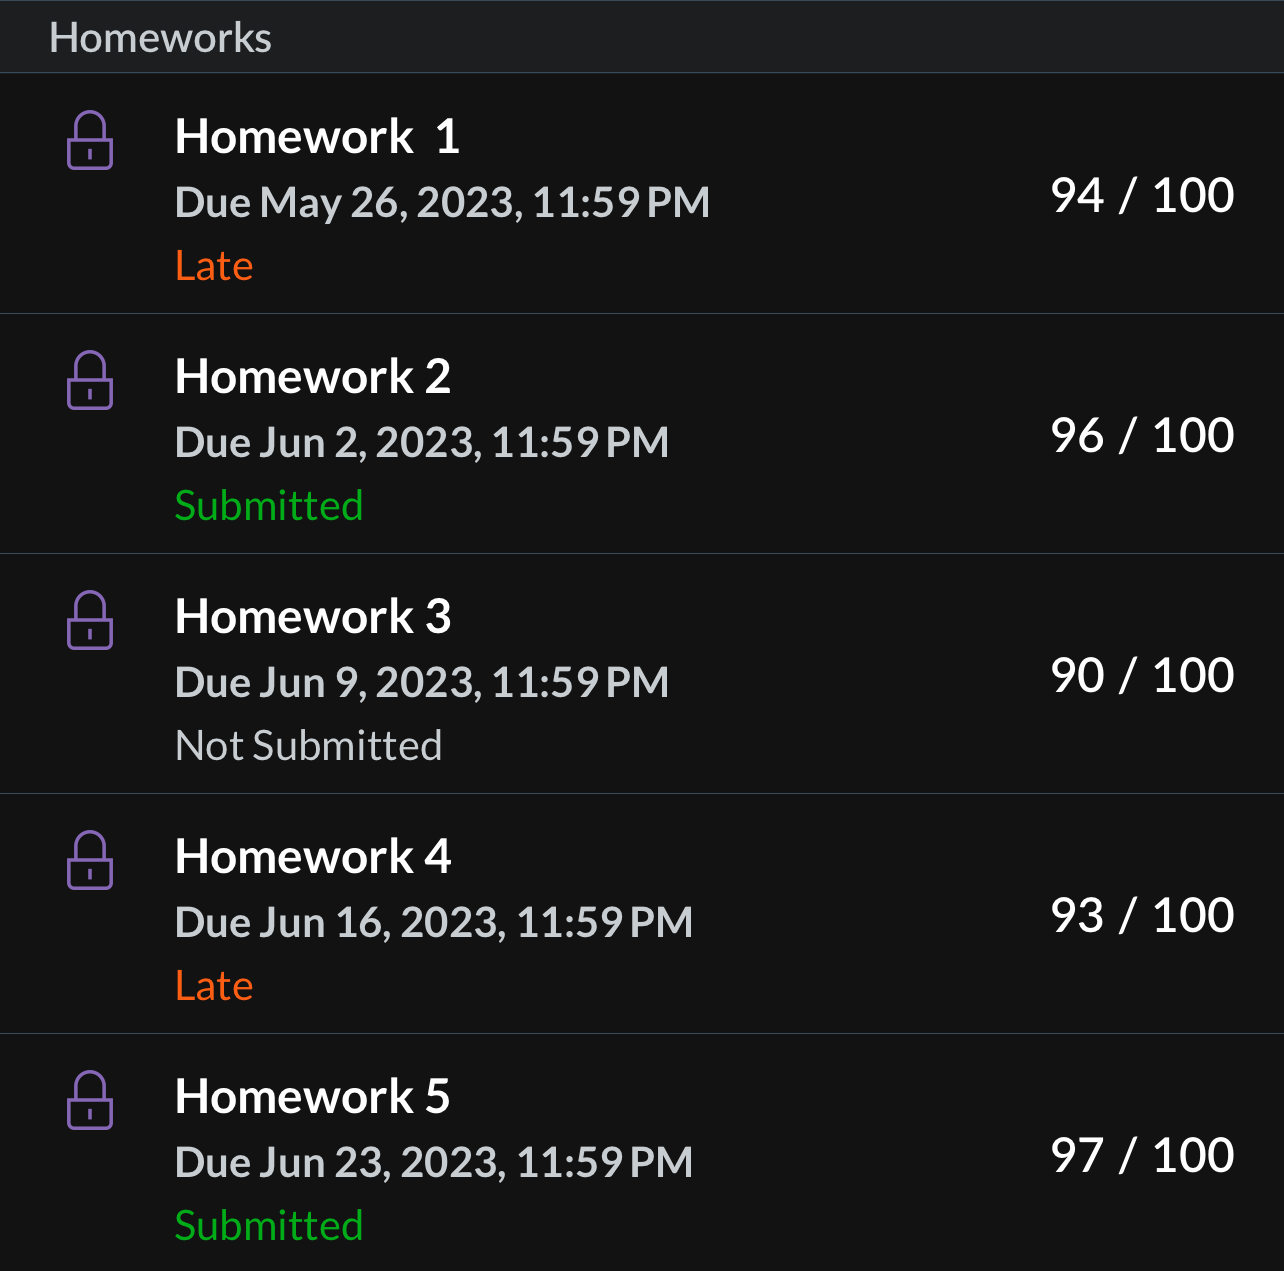 Homeworks
Homework  1
Due May 26, 2023, 11:59 PM
94 / 100
Late
Homework 2
Due Jun 2, 2023, 11:59 PM
96 / 100
Submitted
Homework 3
Due Jun 9, 2023, 11:59 PM
90 / 100
Not Submitted
Homework 4
Due Jun 16, 2023, 11:59 PM
93 / 100
Late
Homework 5
Due Jun 23, 2023, 11:59 PM
97 / 100
Submitted